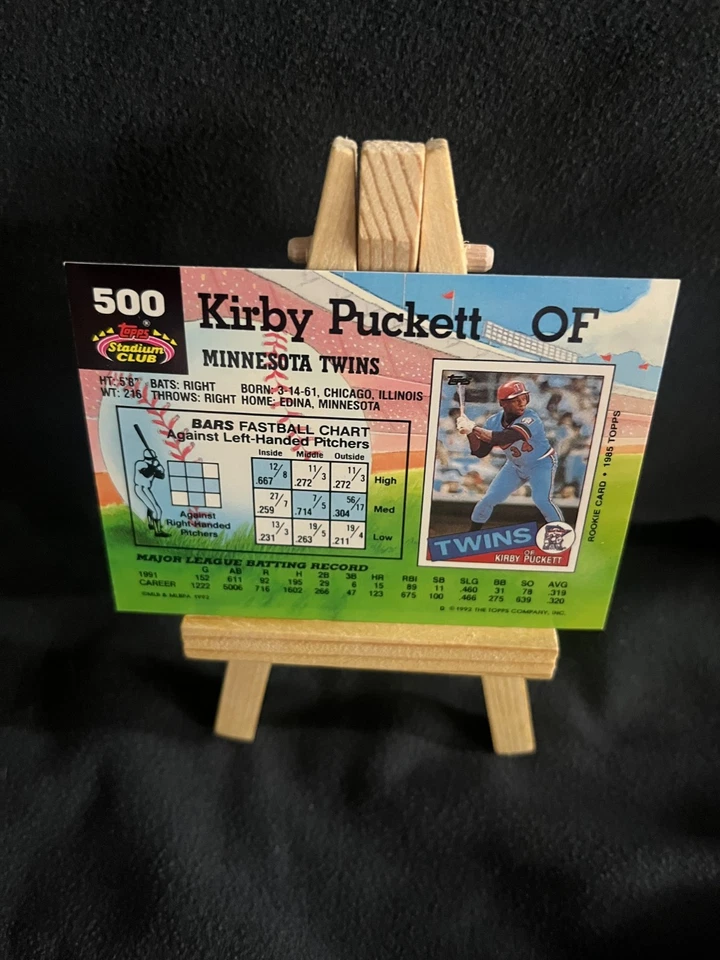 500
Topps®
Stadium
CLUB
Kirby Puckett OF
MINNESOTA TWINS
HT: 5'8" BATS: RIGHT BORN: 3-14-61, CHICAGO, ILLINOIS
WT: 216 THROWS: RIGHT HOME: EDINA, MINNESOTA
BARS FASTBALL CHART
Against Left-Handed Pitchers
Inside Middle Outside
12/8 .667 11/3 .272 11/3 .272 High
27/7 .259 7/5 .714 56/17 .304 Med
13/3 .231 19/5 .263 19/4 .211 Low
Against
Right-Handed
Pitchers
Topps
34
TWINS
OF
KIRBY PUCKETT
ROOKIE CARD • 1985 TOPPS
MAJOR LEAGUE BATTING RECORD
G AB R H 2B 3B HR RBI SB SLG BB SO AVG
1991 152 611 92 195 29 6 15 89 11 .460 31 78 .319
CAREER 1222 5006 716 1602 266 47 123 675 100 .466 275 639 .320
©MLB & MLBPA 1992
B © 1992 THE TOPPS COMPANY, INC.